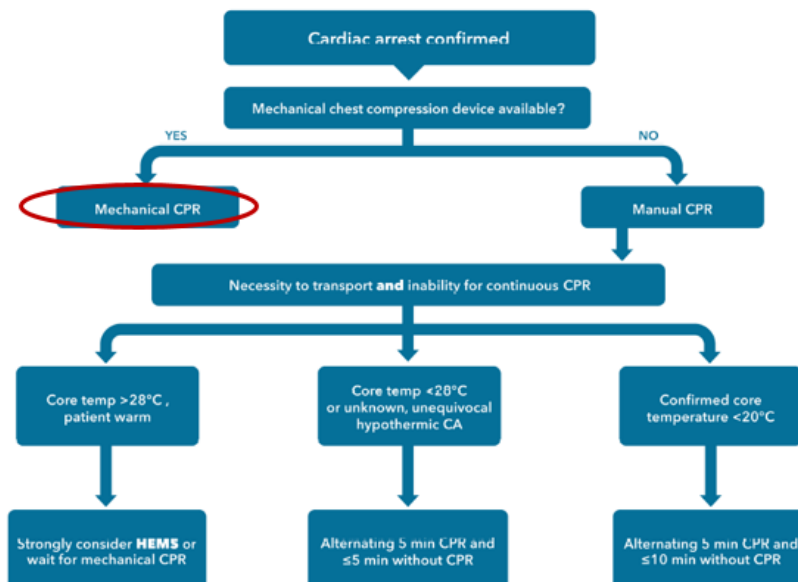 Cardiac arrest confirmed
Mechanical chest compression device available?
YES
NO
Mechanical CPR
Manual CPR
Necessity to transport and inability for continuous CPR
Core temp >28°C ,
patient warm
Core temp <28°C
or unknown, unequivocal
hypothermic CA
Confirmed core
temperature <20°C
Strongly consider HEMS or
wait for mechanical CPR
Alternating 5 min CPR and
≤5 min without CPR
Alternating 5 min CPR and
≤10 min without CPR